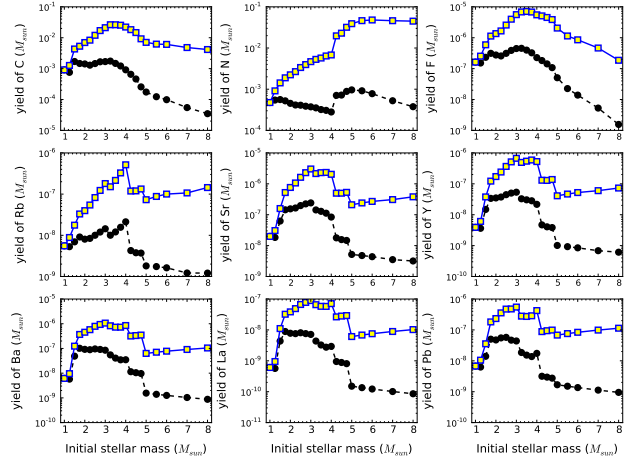 yield of C (M_sun)
10^-1
10^-2
10^-3
10^-4
10^-5
1 2 3 4 5 6 7 8
yield of N (M_sun)
10^-1
10^-2
10^-3
10^-4
1 2 3 4 5 6 7 8
yield of F (M_sun)
10^-5
10^-6
10^-7
10^-8
10^-9
1 2 3 4 5 6 7 8
yield of Rb (M_sun)
10^-6
10^-7
10^-8
10^-9
1 2 3 4 5 6 7 8
yield of Sr (M_sun)
10^-5
10^-6
10^-7
10^-8
10^-9
1 2 3 4 5 6 7 8
yield of Y (M_sun)
10^-6
10^-7
10^-8
10^-9
10^-10
1 2 3 4 5 6 7 8
yield of Ba (M_sun)
10^-5
10^-6
10^-7
10^-8
10^-9
10^-10
1 2 3 4 5 6 7 8
Initial stellar mass (M_sun)
yield of La (M_sun)
10^-7
10^-8
10^-9
10^-10
10^-11
1 2 3 4 5 6 7 8
Initial stellar mass (M_sun)
yield of Pb (M_sun)
10^-6
10^-7
10^-8
10^-9
10^-10
1 2 3 4 5 6 7 8
Initial stellar mass (M_sun)